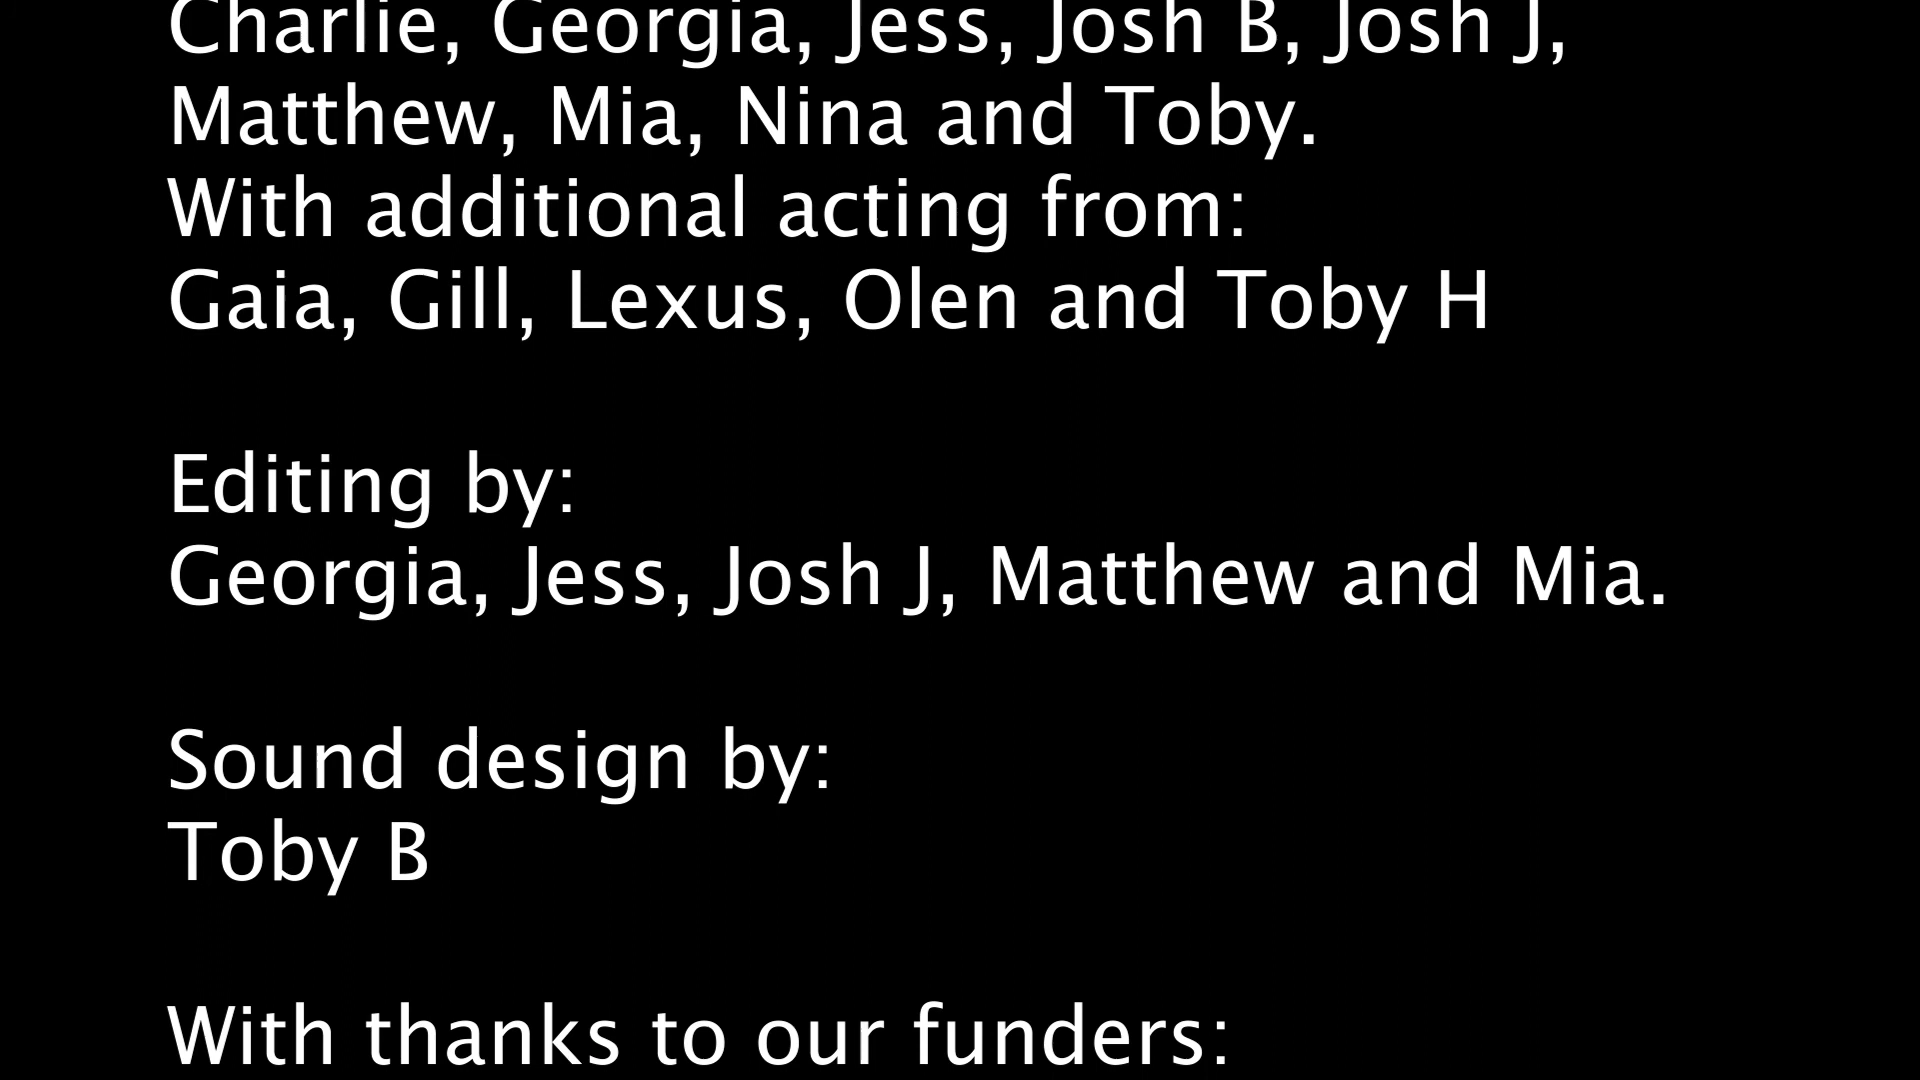 Charlie, Georgia, Jess, Josh B, Josh J,
Matthew, Mia, Nina and Toby.
With additional acting from:
Gaia, Gill, Lexus, Olen and Toby H
Editing by:
Georgia, Jess, Josh J, Matthew and Mia.
Sound design by:
Toby B
With thanks to our funders: